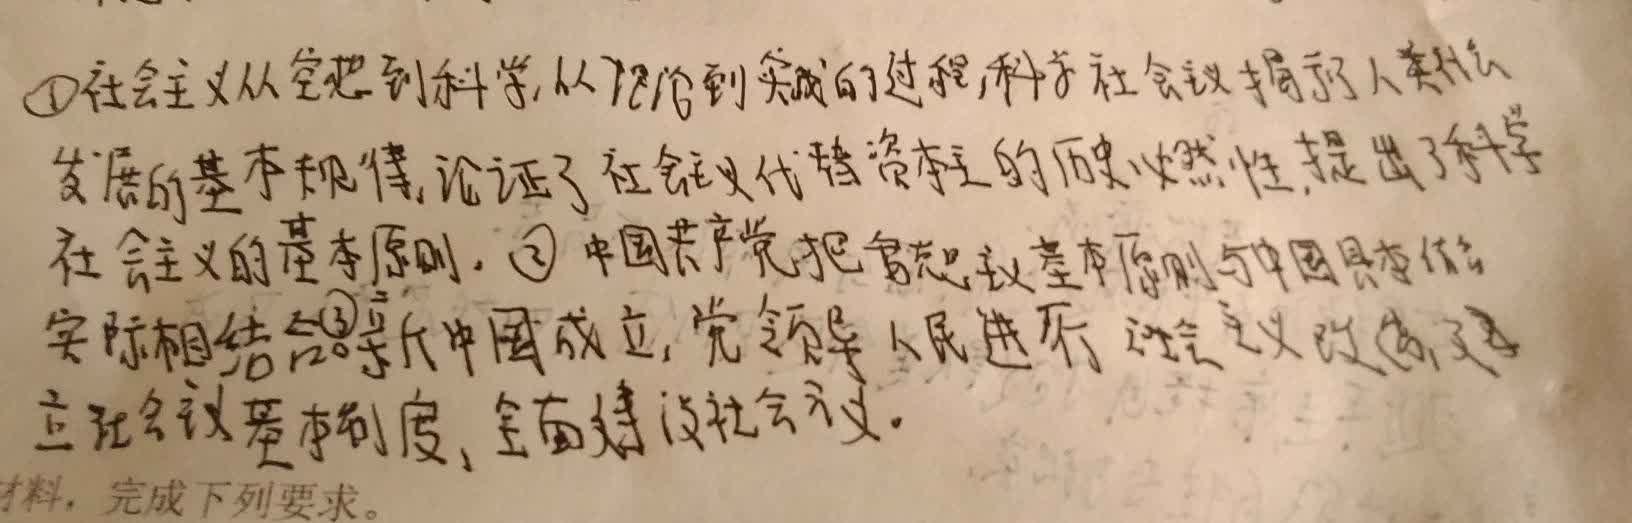 ①社会主义从空想到科学,从理论到实践的过程,科学社会主义揭示了人类社会
发展的基本规律,论证了社会主义代替资本主的历史必然性,提出了科学
社会主义的基本原则。②中国共产党把马克思主义基本原则与中国具体
实际相结合。③新中国成立,党领导人民进行社会主义改造,建
立社会主义基本制度、全面建设社会主义。
材料，完成下列要求。